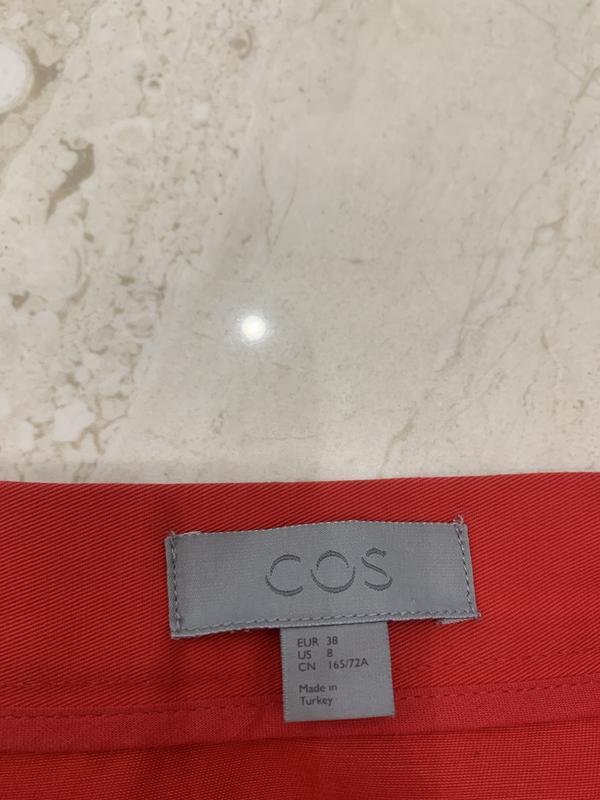 COS
EUR 38
US 8
CN 165/72A
Made in
Turkey